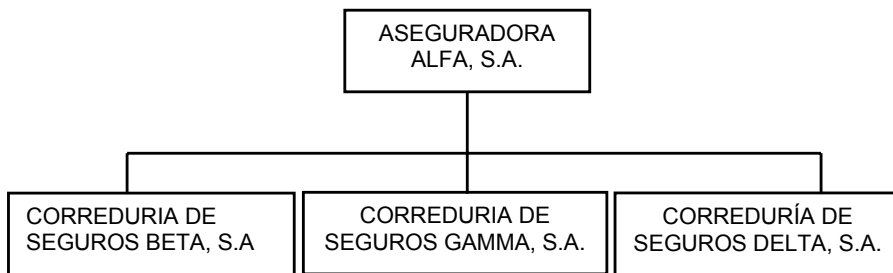 ASEGURADORA
ALFA, S.A.
CORREDURIA DE
SEGUROS BETA, S.A
CORREDURIA DE
SEGUROS GAMMA, S.A.
CORREDURÍA DE
SEGUROS DELTA, S.A.